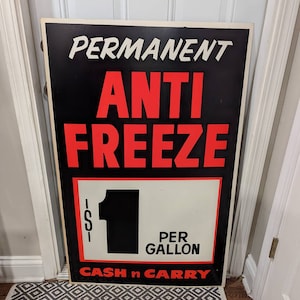 PERMANENT
ANTI
FREEZE
$1
PER
GALLON
CASH n CARRY